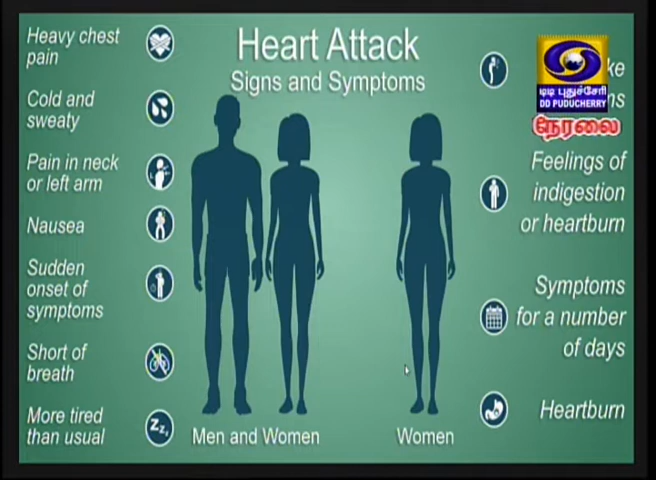 Heart Attack
Signs and Symptoms
Heavy chest
pain
Cold and
sweaty
Pain in neck
or left arm
Nausea
Sudden
onset of
symptoms
Short of
breath
More tired
than usual
zzz
Men and Women
Women
டிடி புதுச்சேரி
DD PUDUCHERRY
நேரலை
Feelings of
indigestion
or heartburn
Symptoms
for a number
of days
Heartburn